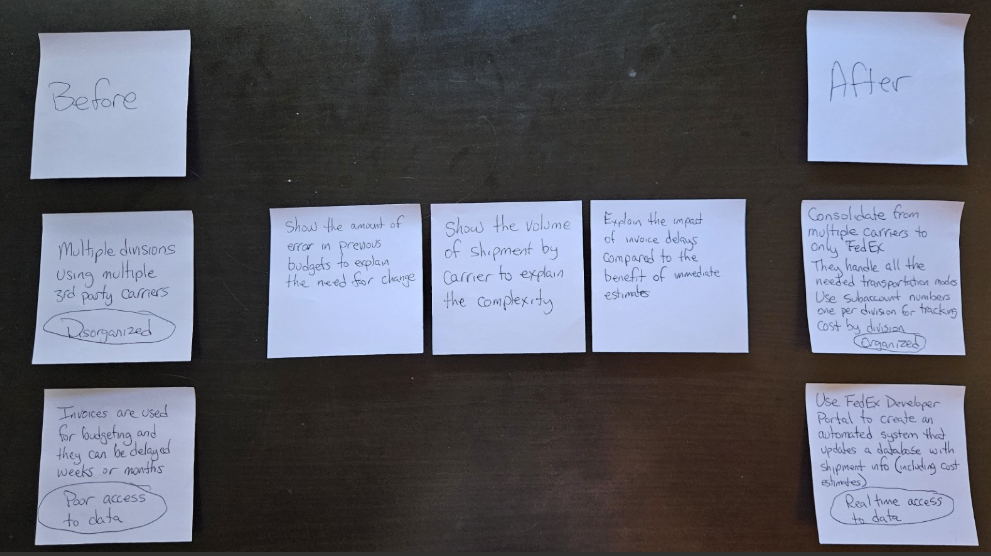 Before
After
Multiple divisions
using multiple
3rd party carriers
Disorganized
Show the amount of
error in previous
budgets to explain
the need for change
Show the volume
of shipment by
carrier to explain
the complexity
Explain the impact
of invoice delays
compared to the
benefit of immediate
estimates
Consolidate from
multiple carriers to
only FedEx
They handle all the
needed transportation modes
Use subaccount numbers
one per division for tracking
cost by division
Organized
Invoices are used
for budgeting and
they can be delayed
weeks or months
Poor access
to data
Use FedEx Developer
Portal to create an
automated system that
updates a database with
shipment info (including cost
estimates)
Real time access
to data